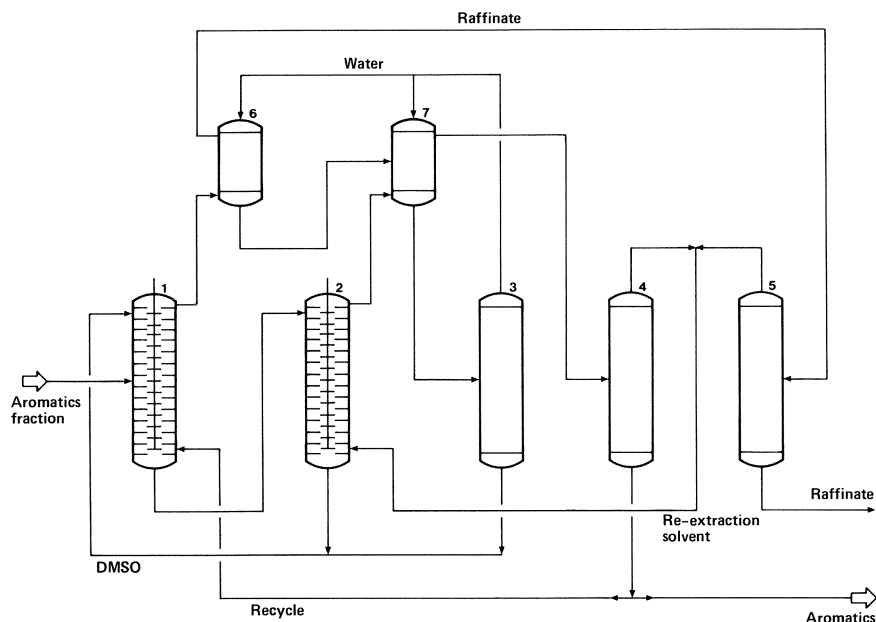 Raffinate
Water
6
7
1
2
3
4
5
Aromatics
fraction
Raffinate
Re-extraction
solvent
DMSO
Recycle
Aromatics